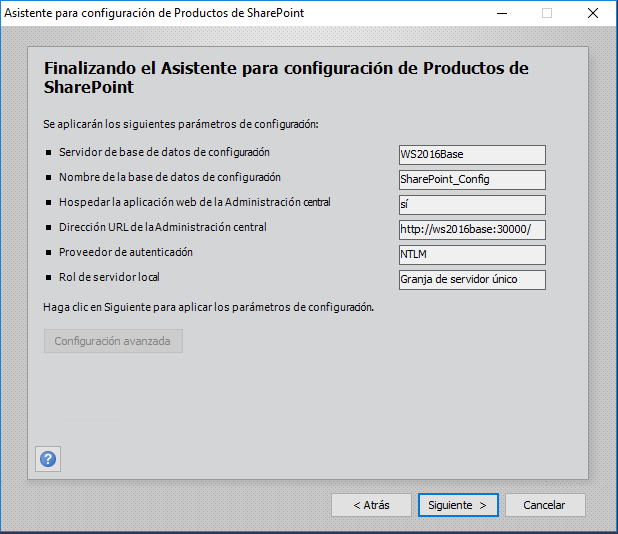 Asistente para configuración de Productos de SharePoint
Finalizando el Asistente para configuración de Productos de
SharePoint
Se aplicarán los siguientes parámetros de configuración:
Servidor de base de datos de configuración WS2016Base
Nombre de la base de datos de configuración SharePoint_Config
Hospedar la aplicación web de la Administración central sí
Dirección URL de la Administración central http://ws2016base:30000/
Proveedor de autenticación NTLM
Rol de servidor local Granja de servidor único
Haga clic en Siguiente para aplicar los parámetros de configuración.
Configuración avanzada
?
< Atrás Siguiente > Cancelar